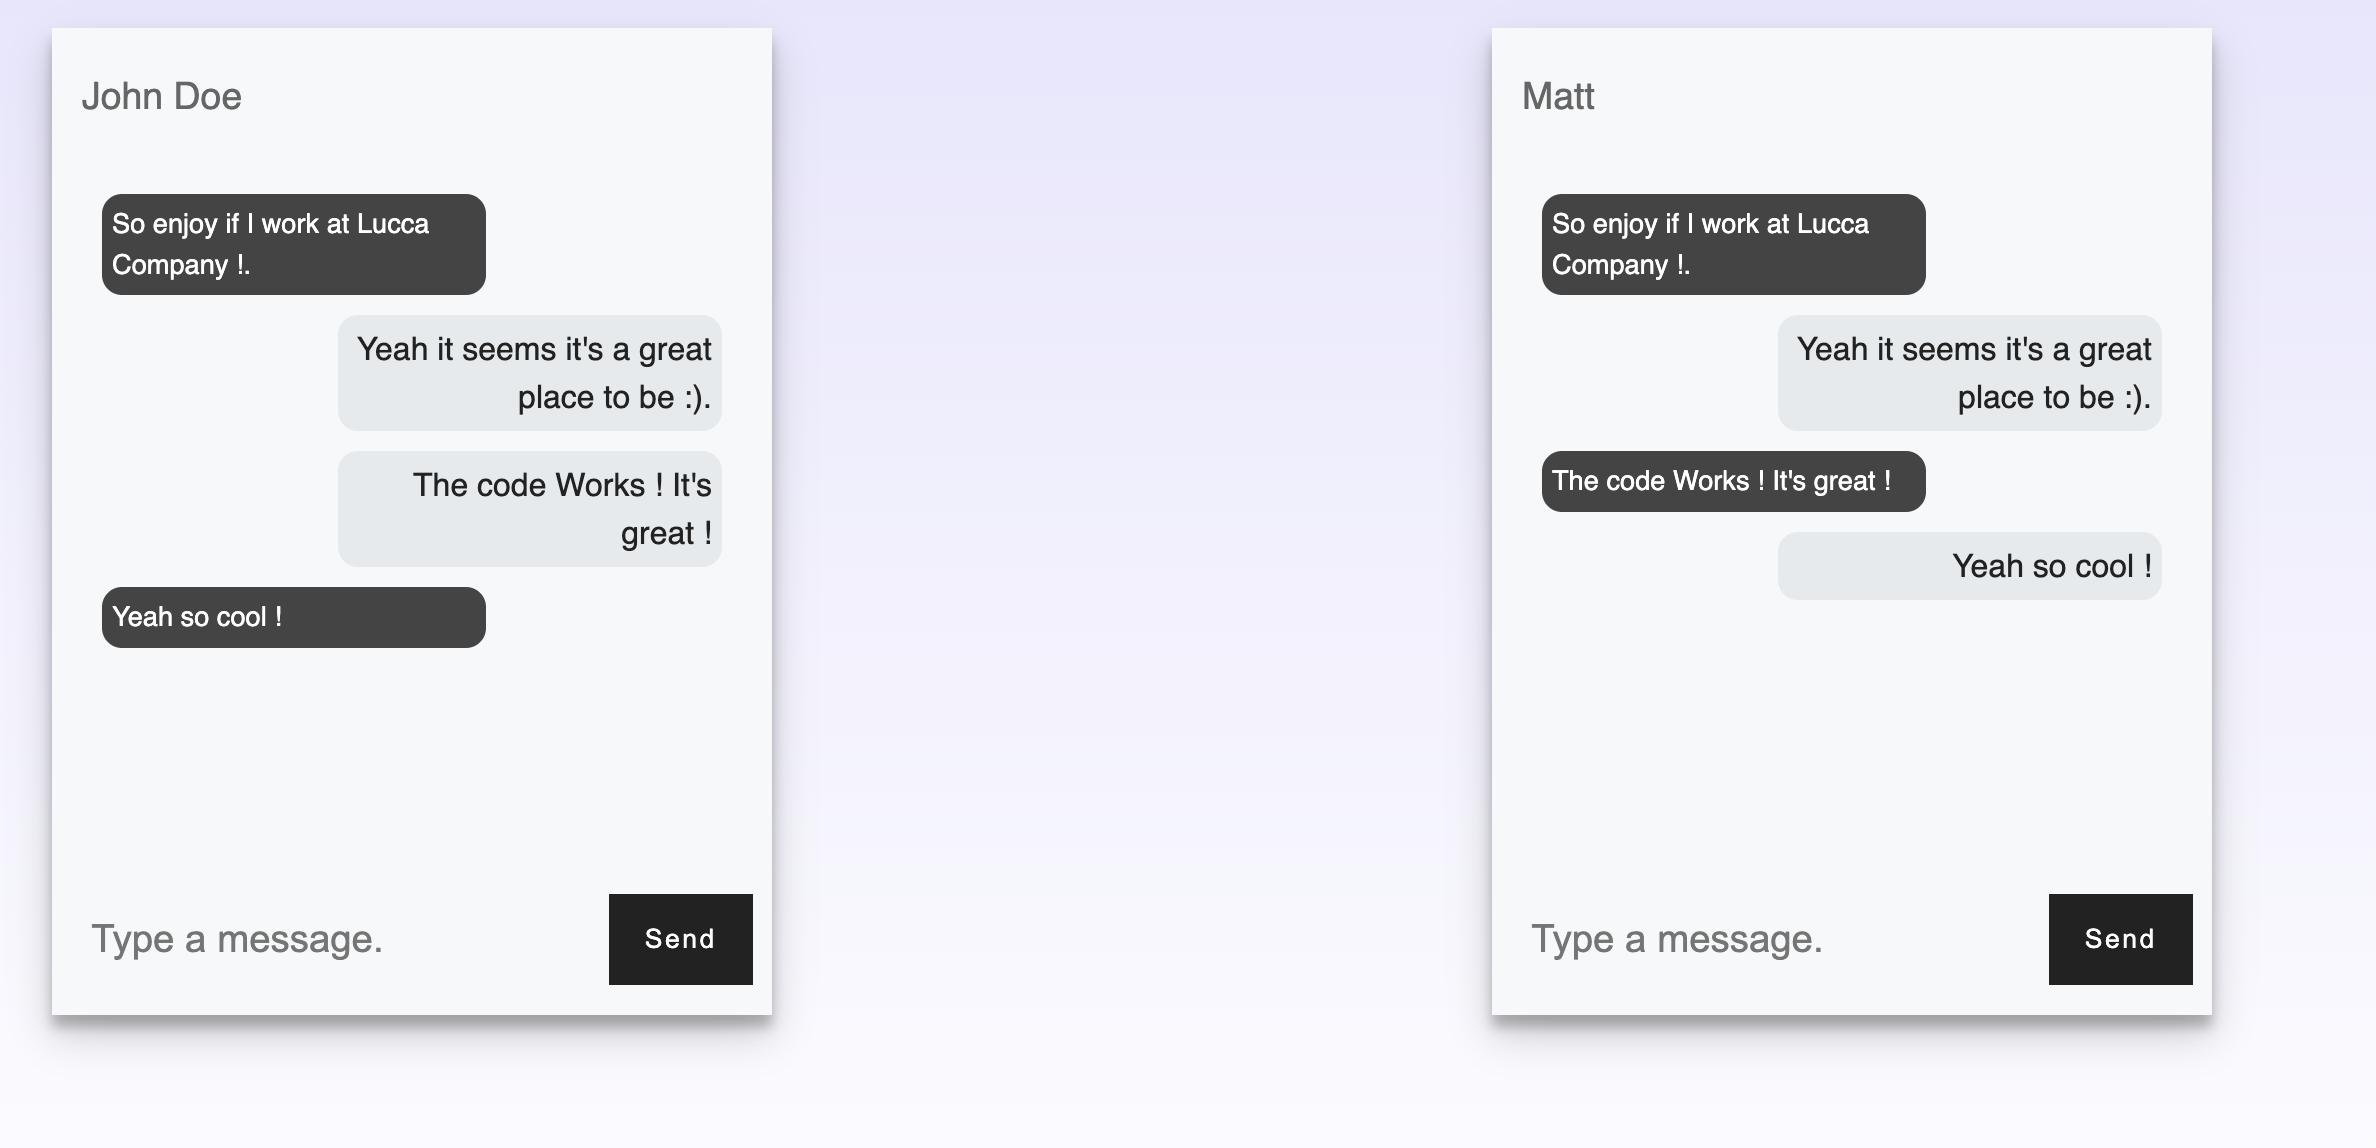 John Doe
So enjoy if I work at Lucca
Company !.
Yeah it seems it's a great
place to be :).
The code Works ! It's
great !
Yeah so cool !
Type a message.
Send
Matt
So enjoy if I work at Lucca
Company !.
Yeah it seems it's a great
place to be :).
The code Works ! It's great !
Yeah so cool !
Type a message.
Send